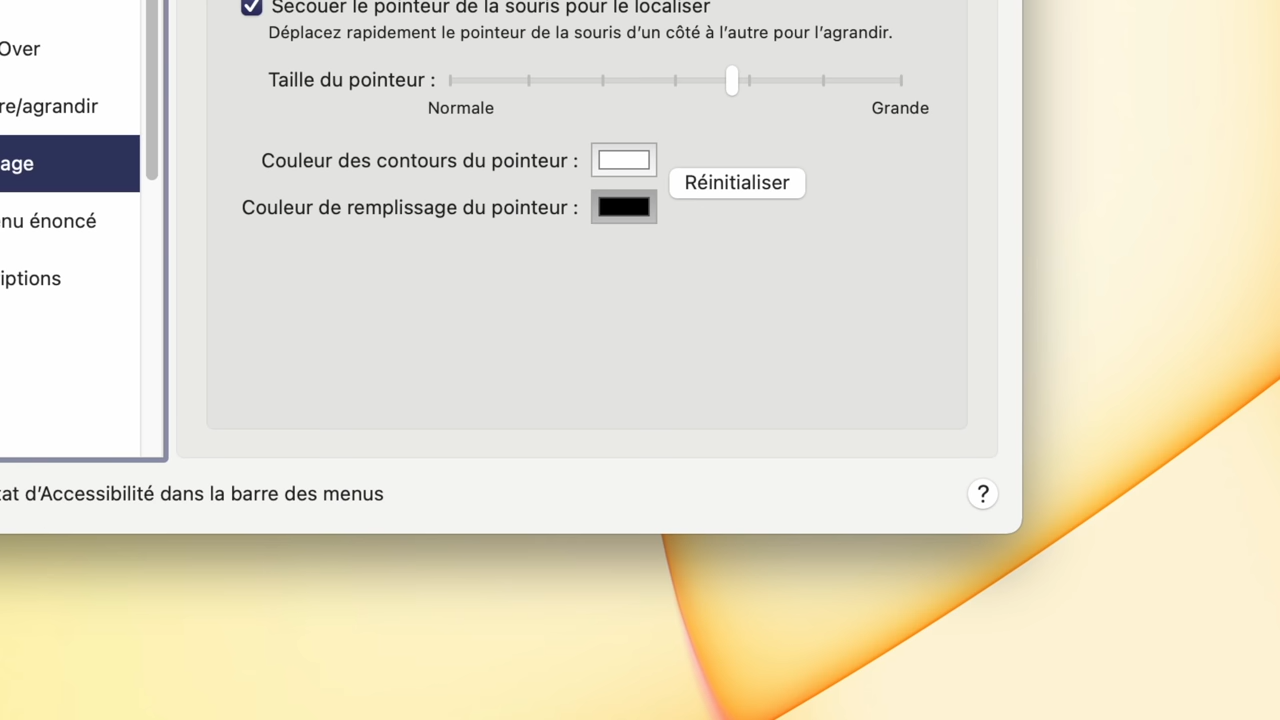 Secouer le pointeur de la souris pour le localiser
Déplacez rapidement le pointeur de la souris d’un côté à l’autre pour l’agrandir.
Over
re/agrandir
age
nu énoncé
iptions
Taille du pointeur :
Normale
Grande
Couleur des contours du pointeur :
Réinitialiser
Couleur de remplissage du pointeur :
tat d’Accessibilité dans la barre des menus
?